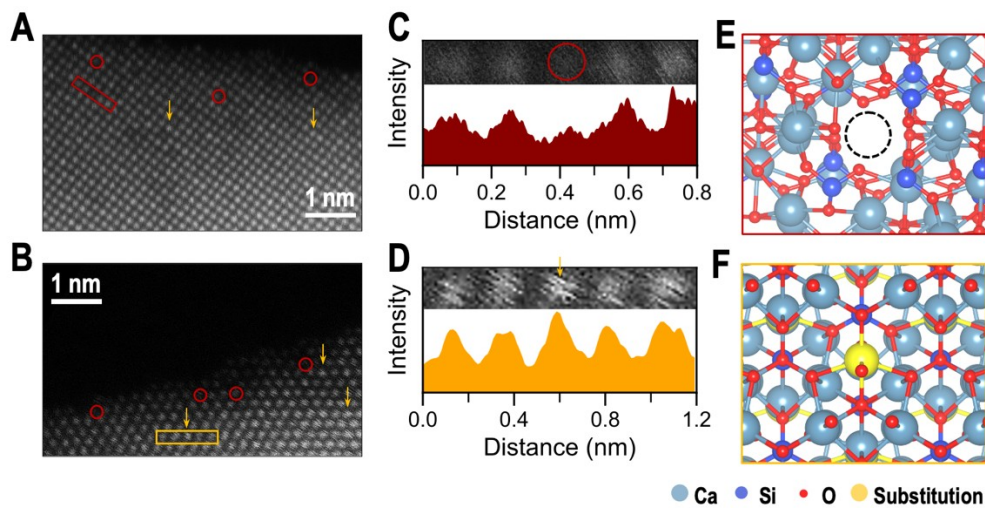 A
1 nm
B
1 nm
C
Intensity
0.0 0.2 0.4 0.6 0.8
Distance (nm)
D
Intensity
0.0 0.4 0.8 1.2
Distance (nm)
E
F
Ca Si O Substitution